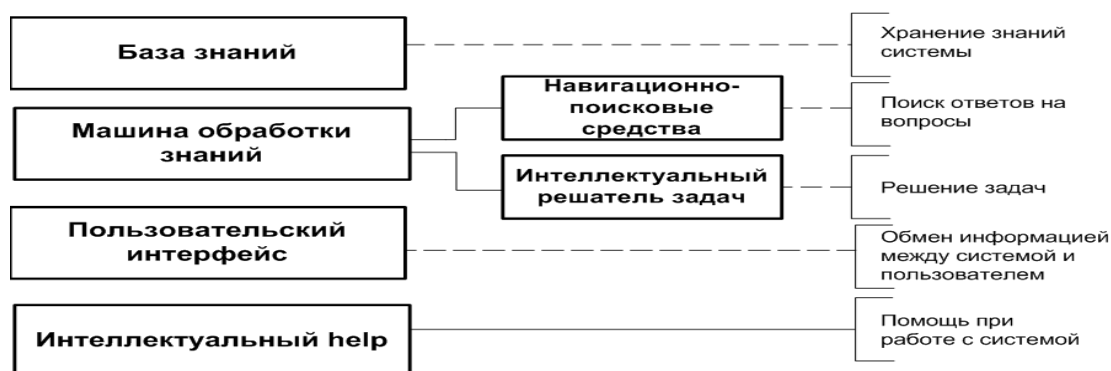 База знаний
Хранение знаний
системы
Машина обработки
знаний
Навигационно-
поисковые
средства
Поиск ответов на
вопросы
Интеллектуальный
решатель задач
Решение задач
Пользовательский
интерфейс
Обмен информацией
между системой и
пользователем
Интеллектуальный help
Помощь при
работе с системой